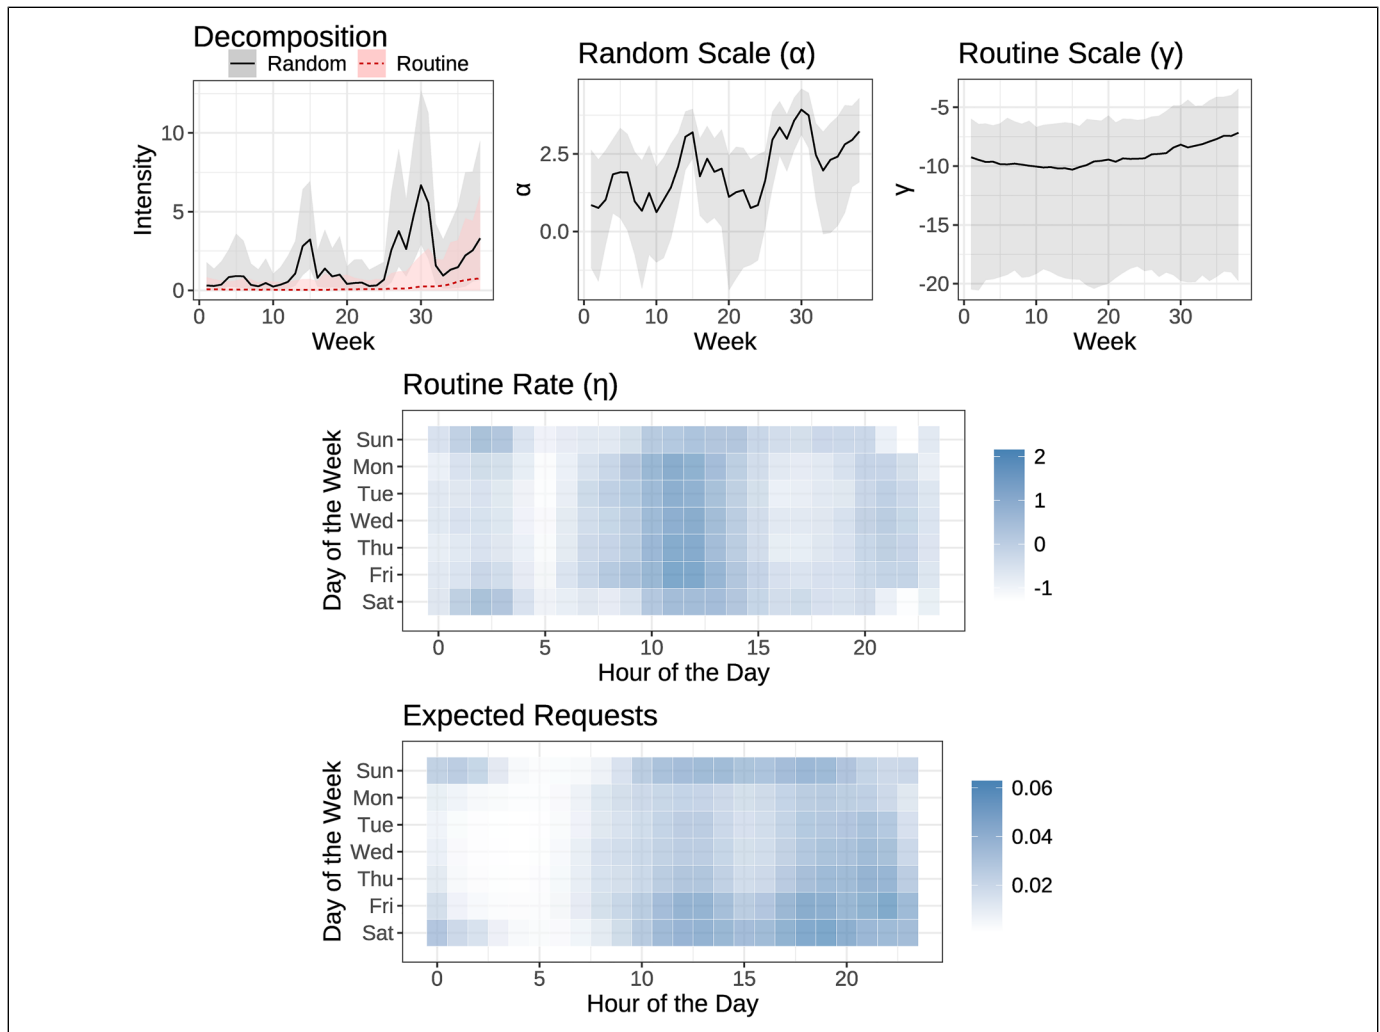 Decomposition
Random Routine
Intensity
10
5
0
0 10 20 30
Week
Random Scale (α)
α
2.5
0.0
0 10 20 30
Week
Routine Scale (γ)
γ
-5
-10
-15
-20
0 10 20 30
Week
Routine Rate (η)
Day of the Week
Sun
Mon
Tue
Wed
Thu
Fri
Sat
0 5 10 15 20
Hour of the Day
2
1
0
-1
Expected Requests
Day of the Week
Sun
Mon
Tue
Wed
Thu
Fri
Sat
0 5 10 15 20
Hour of the Day
0.06
0.04
0.02